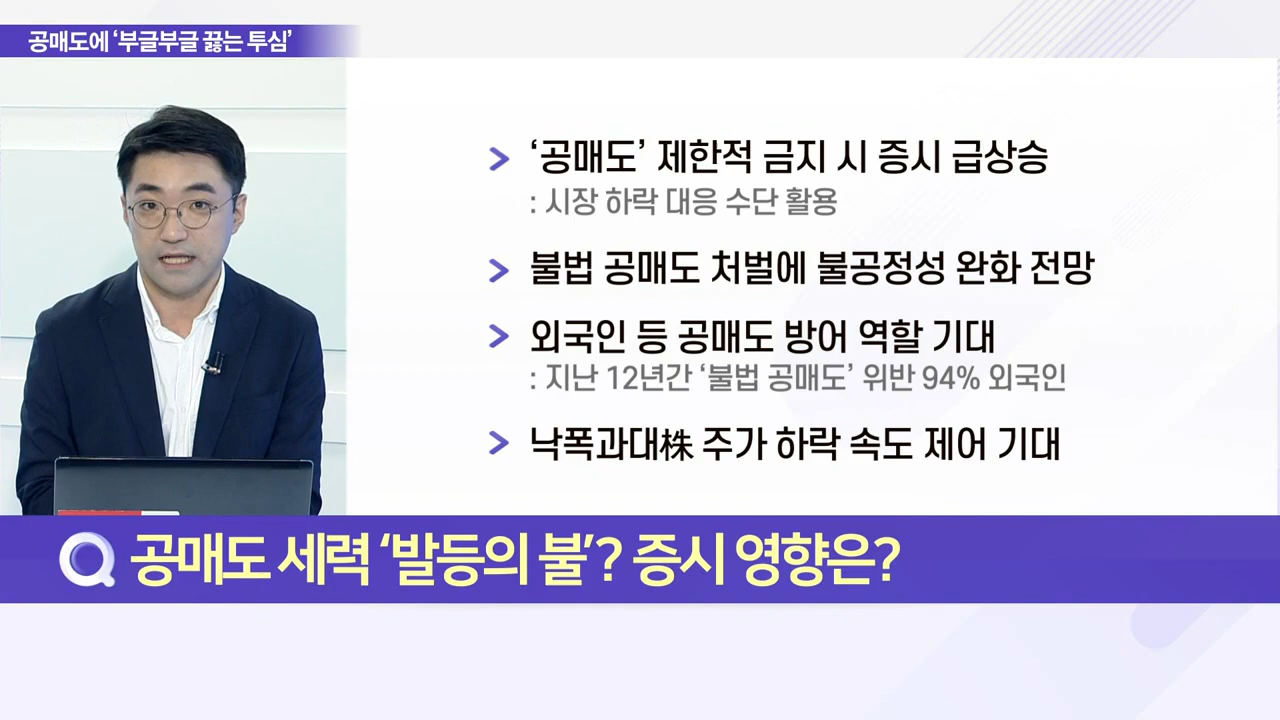 공매도에 ‘부글부글 끓는 투심’
‘공매도’ 제한적 금지 시 증시 급상승
: 시장 하락 대응 수단 활용
불법 공매도 처벌에 불공정성 완화 전망
외국인 등 공매도 방어 역할 기대
: 지난 12년간 ‘불법 공매도’ 위반 94% 외국인
낙폭과대株 주가 하락 속도 제어 기대
공매도 세력 ‘발등의 불’? 증시 영향은?